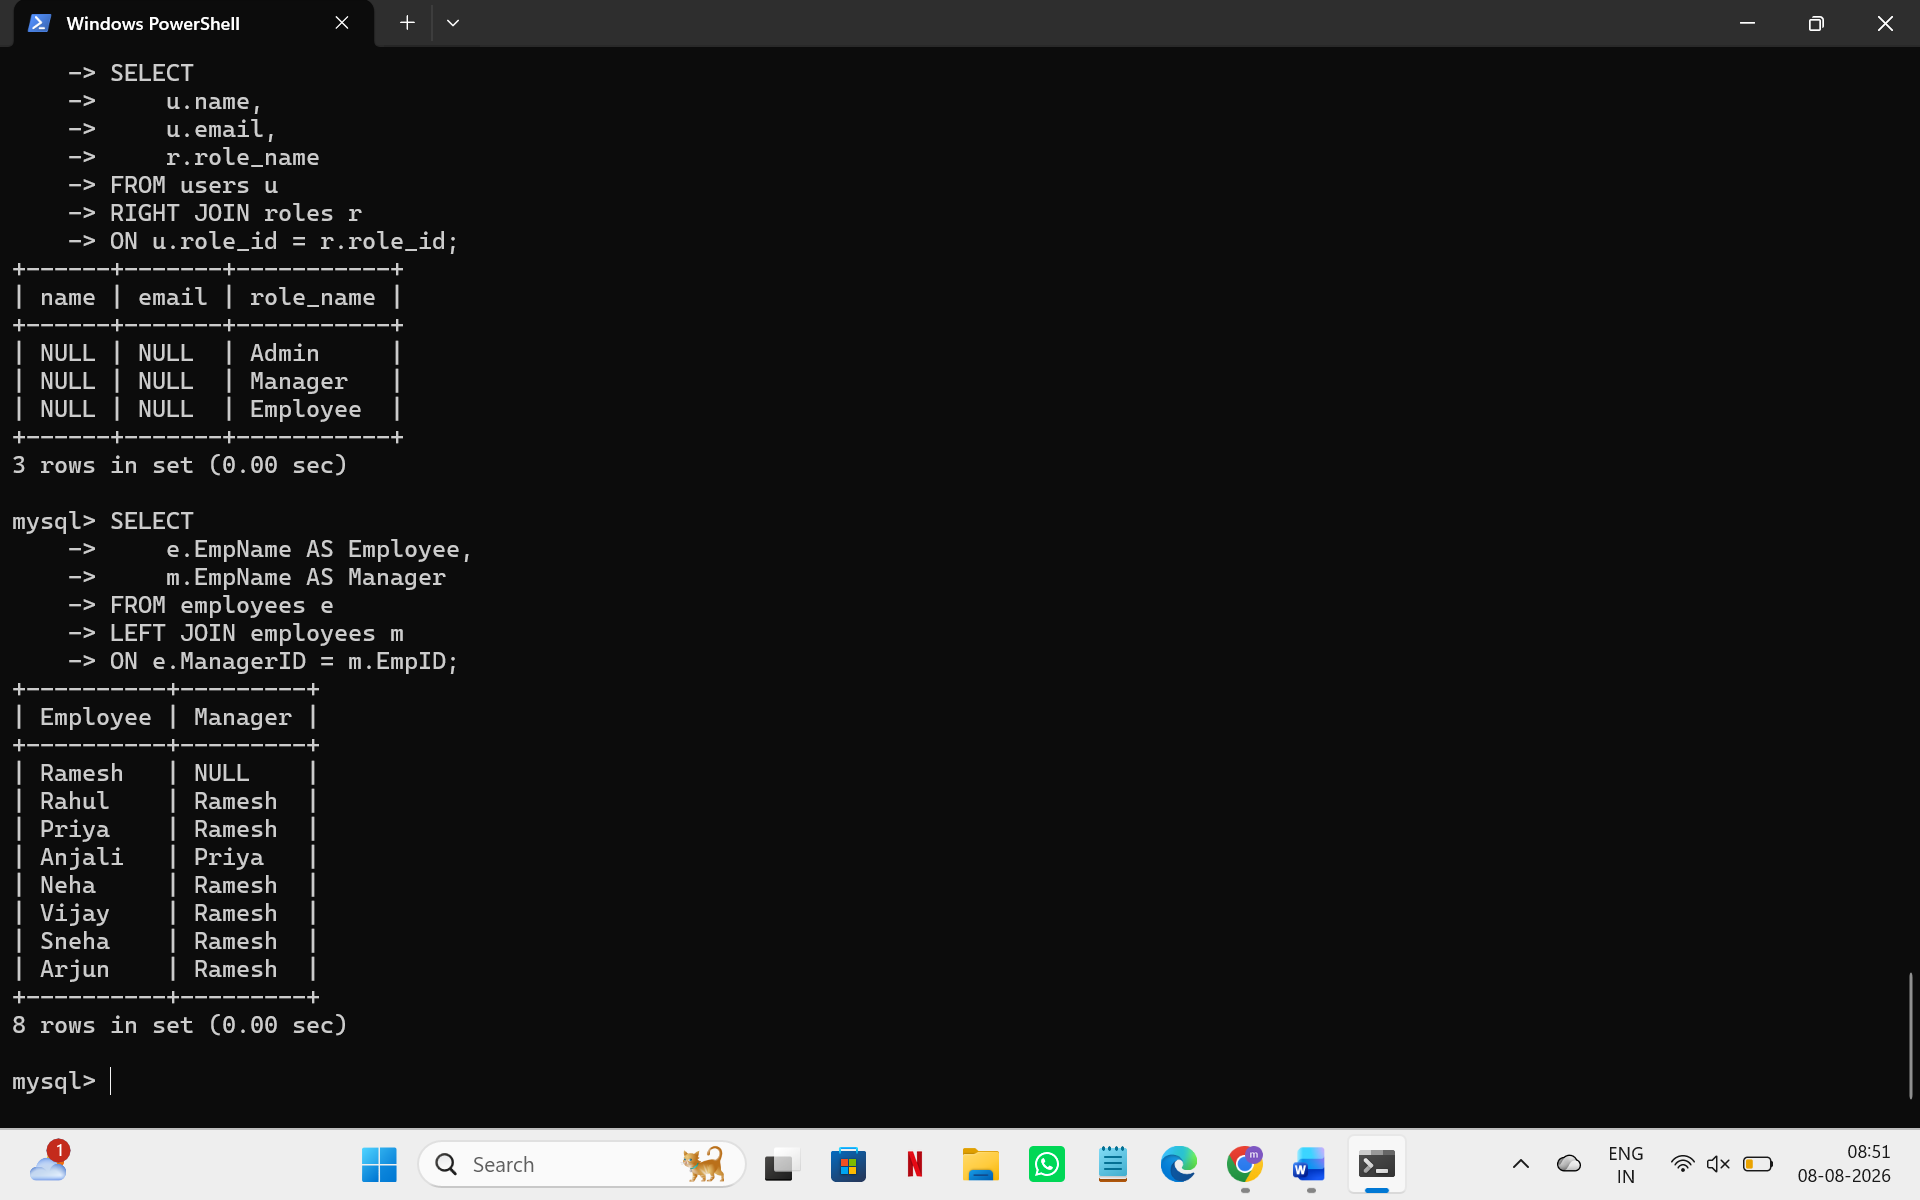 Windows PowerShell
-> SELECT
->     u.name,
->     u.email,
->     r.role_name
-> FROM users u
-> RIGHT JOIN roles r
-> ON u.role_id = r.role_id;
+------+-------+-----------+
| name | email | role_name |
+------+-------+-----------+
| NULL | NULL  | Admin     |
| NULL | NULL  | Manager   |
| NULL | NULL  | Employee  |
+------+-------+-----------+
3 rows in set (0.00 sec)
mysql> SELECT
->     e.EmpName AS Employee,
->     m.EmpName AS Manager
-> FROM employees e
-> LEFT JOIN employees m
-> ON e.ManagerID = m.EmpID;
+----------+---------+
| Employee | Manager |
+----------+---------+
| Ramesh   | NULL    |
| Rahul    | Ramesh  |
| Priya    | Ramesh  |
| Anjali   | Priya   |
| Neha     | Ramesh  |
| Vijay    | Ramesh  |
| Sneha    | Ramesh  |
| Arjun    | Ramesh  |
+----------+---------+
8 rows in set (0.00 sec)
mysql>
1
Search
N
m
W
ENG
IN
08:51
08-08-2026